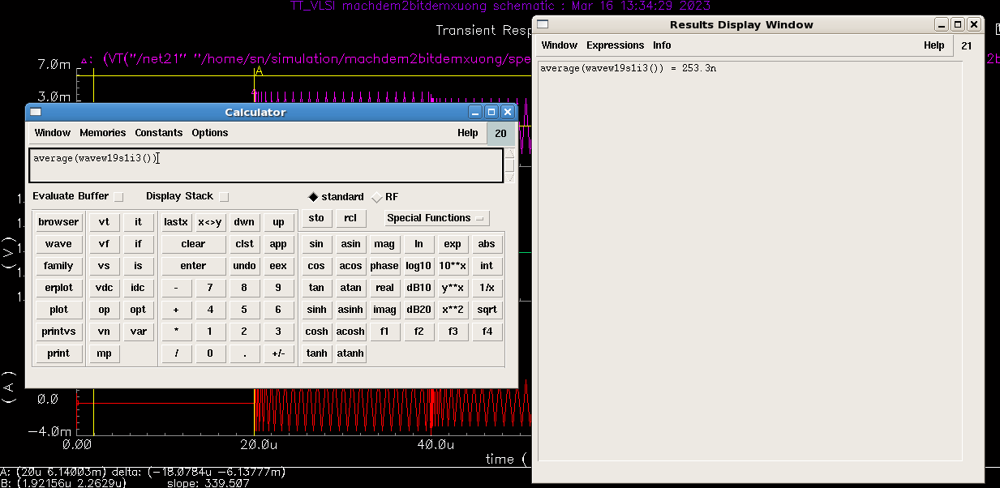 TT_VLSI machdem2bitdemxuong schematic : Mar 16 13:34:29 2023
Transient Resp
7.0m
: (VT("/net21" "/home/sn/simulation/machdem2bitdemxuong/spe
3.0m
Calculator
Window Memories Constants Options Help 20
average(wavew19s1i3())
Evaluate Buffer Display Stack standard RF
browser vt it lastx x<>y dwn up sto rcl Special Functions
wave vf if clear clst app sin asin mag ln exp abs
family vs is enter undo eex cos acos phase log10 10**x int
erplot vdc idc - 7 8 9 tan atan real dB10 y**x 1/x
plot op opt + 4 5 6 sinh asinh imag dB20 x**2 sqrt
printvs vn var * 1 2 3 cosh acosh f1 f2 f3 f4
print mp / 0 . +/- tanh atanh
Results Display Window
Window Expressions Info Help 21
average(wavew19s1i3()) = 253.3n
A
1.
1.
1.
1.
1.
( V )
( A )
0.0
-4.0m
0.00 20.0u 40.0u
time (
A: (20u 6.14003m) delta: (-18.0784u -6.13777m)
B: (1.92156u 2.2629u) slope: 339.507